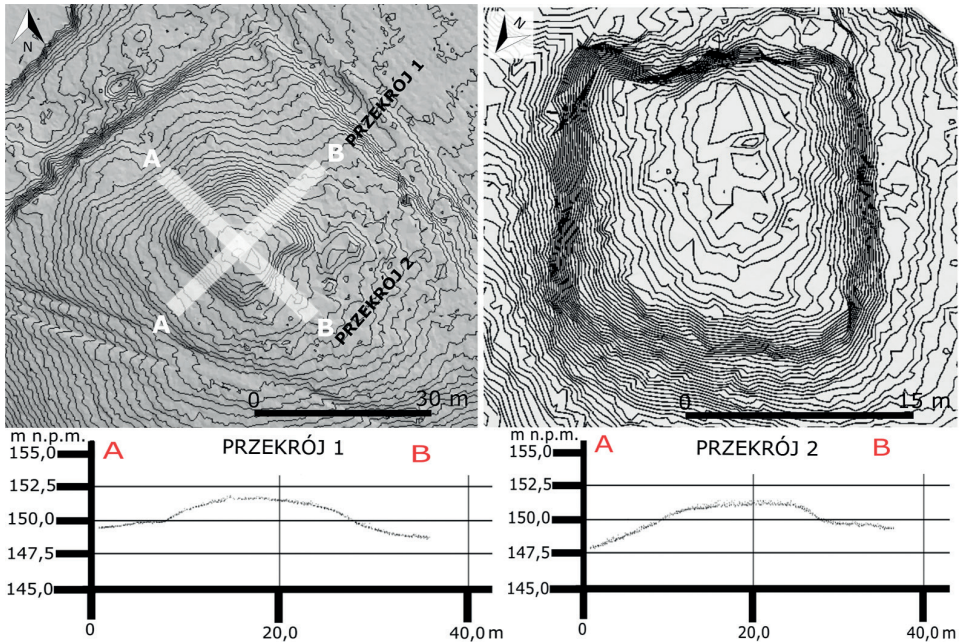 N
A
B
PRZEKRÓJ 1
A
B
PRZEKRÓJ 2
0
30 m
N
0
15 m
m n.p.m.
155,0
152,5
150,0
147,5
145,0
A
PRZEKRÓJ 1
B
0
20,0
40,0 m
m n.p.m.
155,0
152,5
150,0
147,5
145,0
A
PRZEKRÓJ 2
B
0
20,0
40,0 m